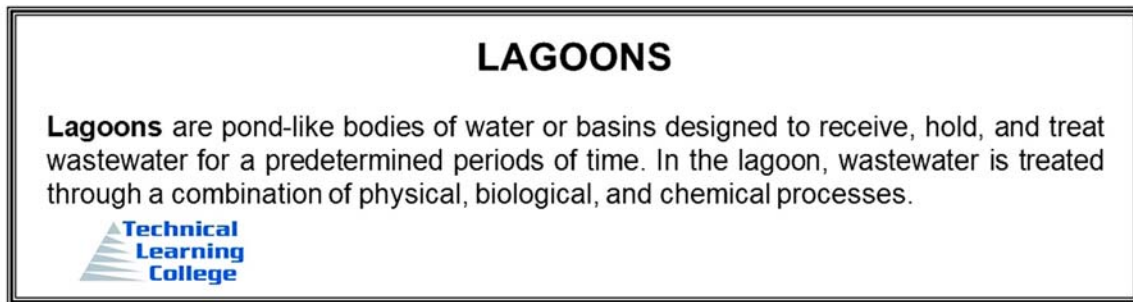 LAGOONS
Lagoons are pond-like bodies of water or basins designed to receive, hold, and treat
wastewater for a predetermined periods of time. In the lagoon, wastewater is treated
through a combination of physical, biological, and chemical processes.
Technical
Learning
College